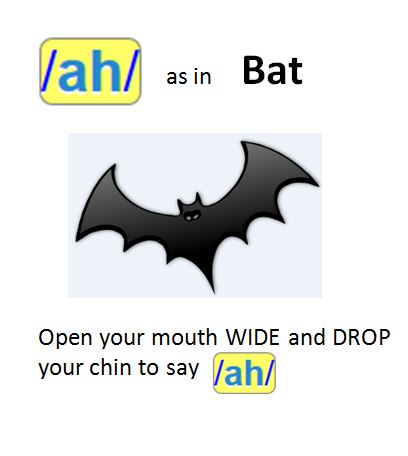 /ah/ as in Bat
Open your mouth WIDE and DROP
your chin to say /ah/